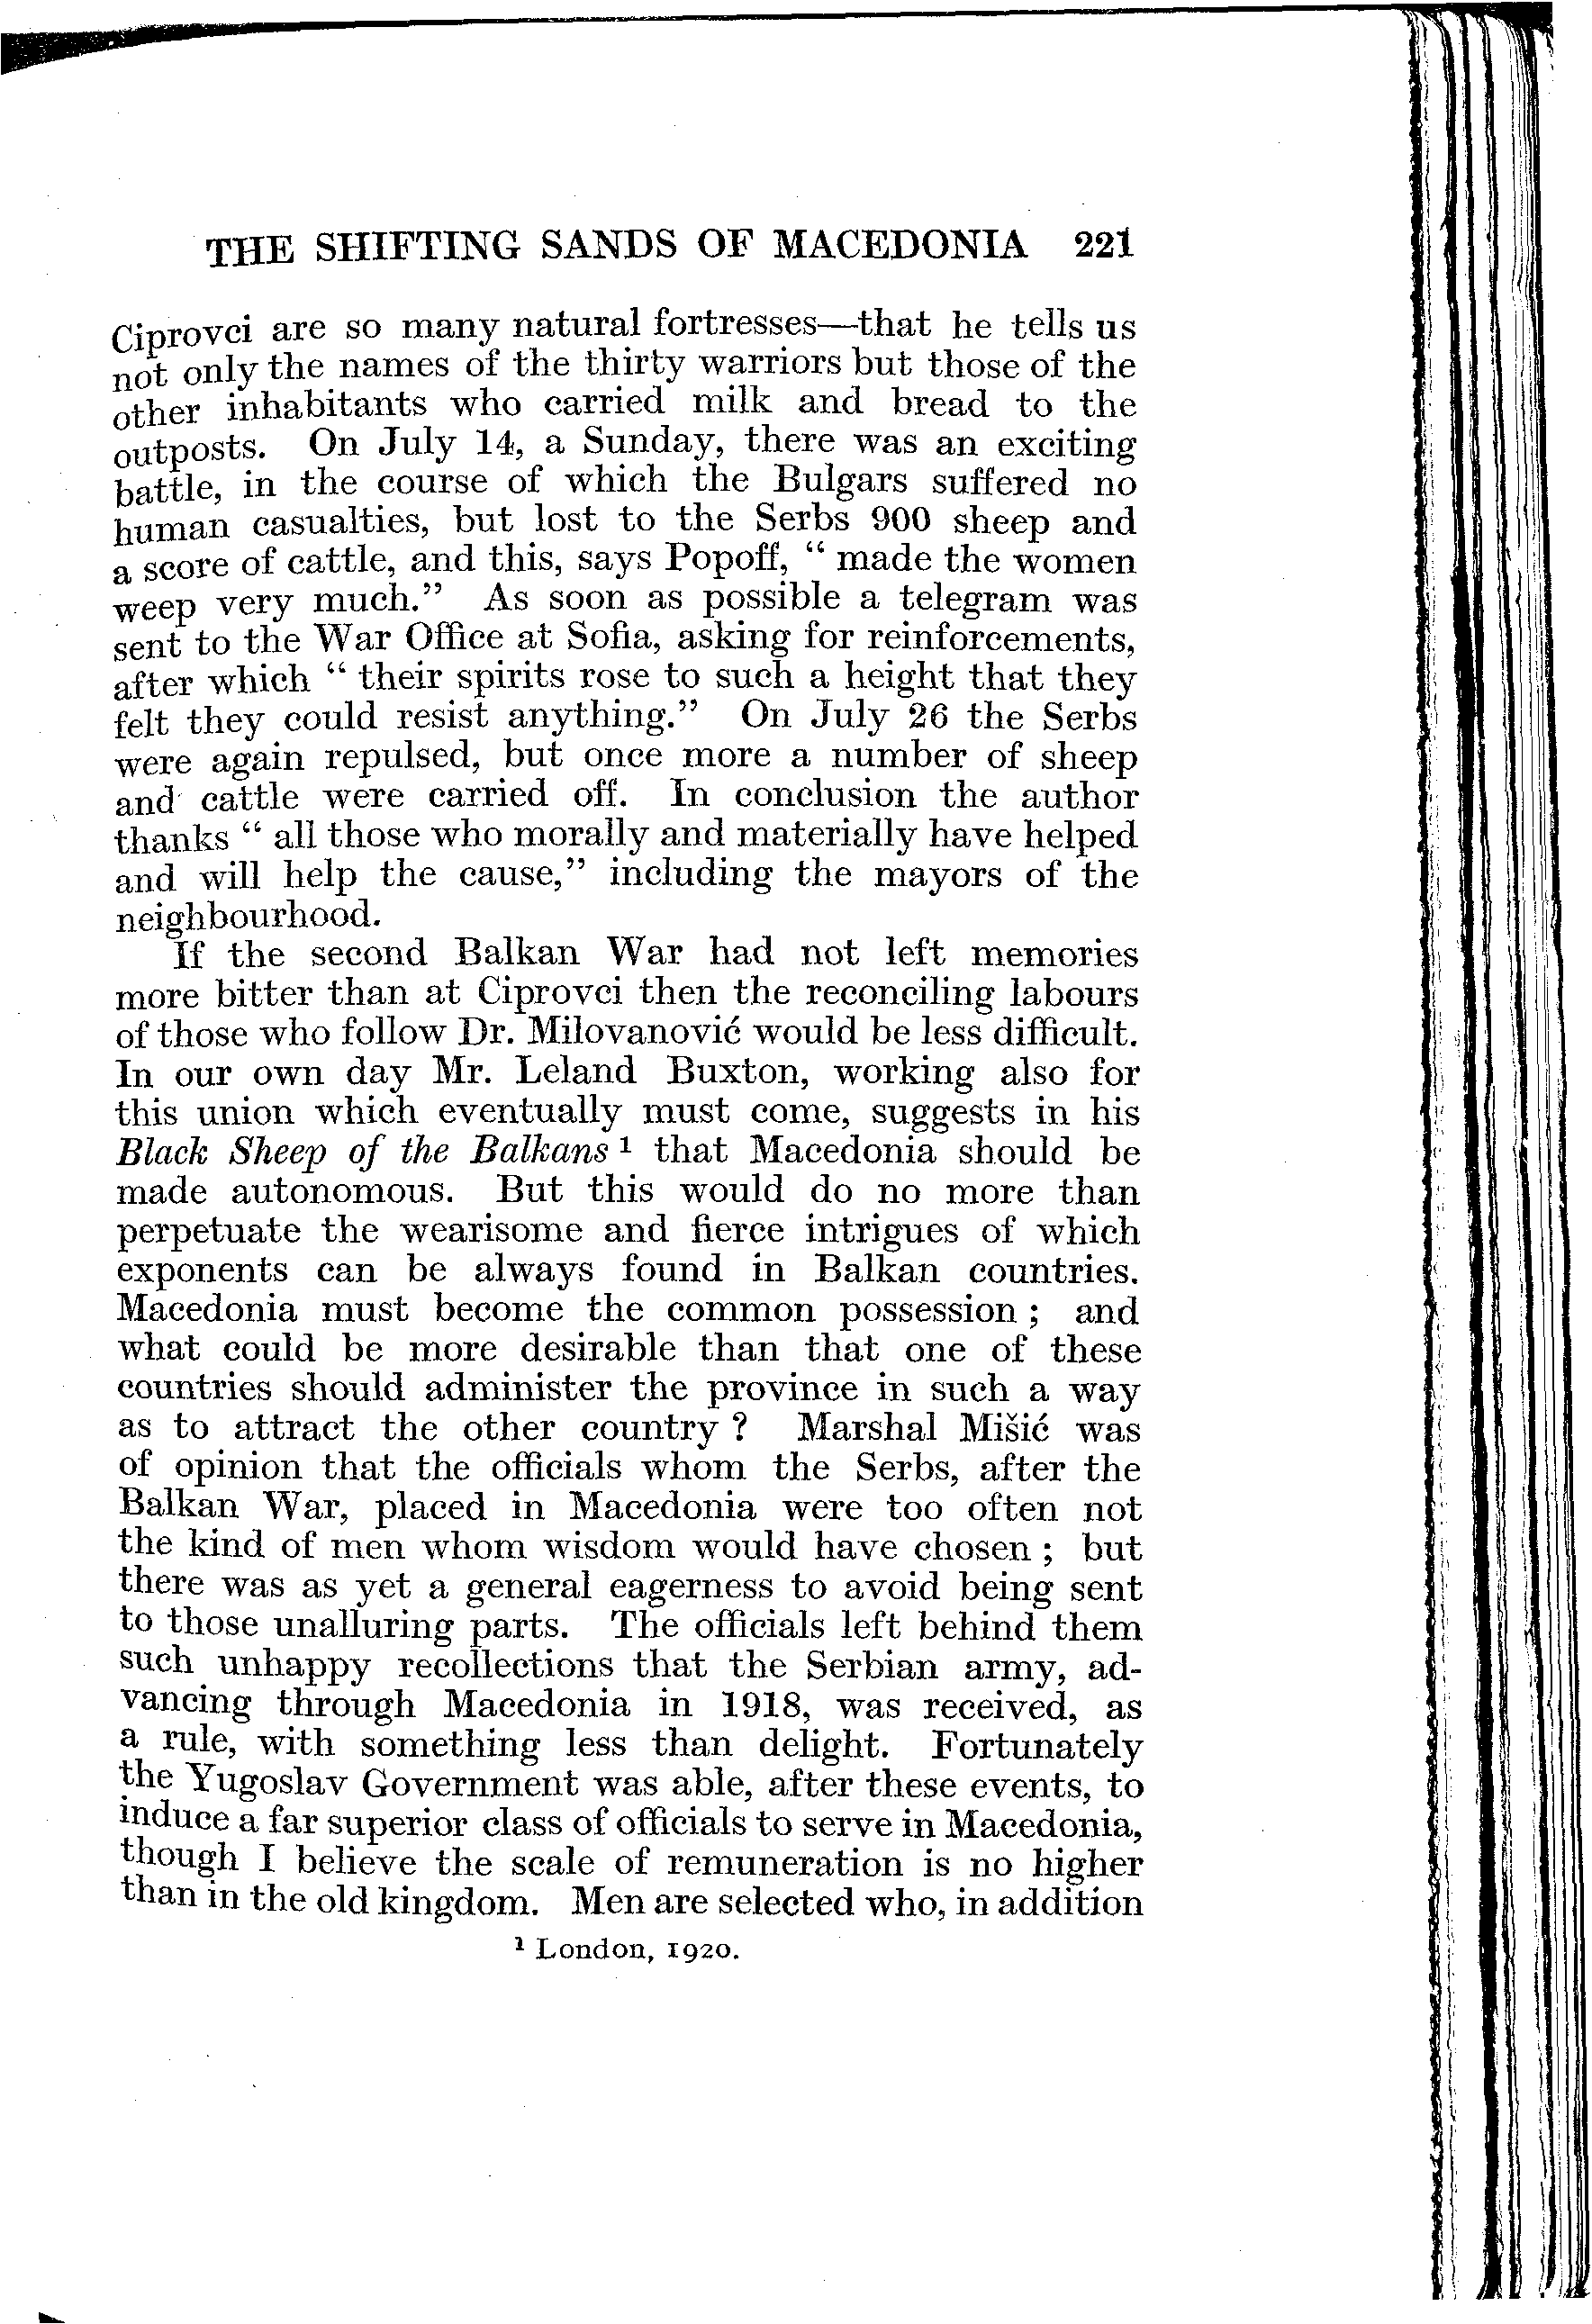 THE SHIFTING SANDS OF MACEDONIA 221
Ciprovci are so many natural fortresses—that he tells us
not only the names of the thirty warriors but those of the
other inhabitants who carried milk and bread to the
outposts. On July 14, a Sunday, there was an exciting
battle, in the course of which the Bulgars suffered no
human casualties, but lost to the Serbs 900 sheep and
a score of cattle, and this, says Popoff, “ made the women
weep very much.” As soon as possible a telegram was
sent to the War Office at Sofia, asking for reinforcements,
after which “ their spirits rose to such a height that they
felt they could resist anything.” On July 26 the Serbs
were again repulsed, but once more a number of sheep
and cattle were carried off. In conclusion the author
thanks “ all those who morally and materially have helped
and will help the cause,” including the mayors of the
neighbourhood.
If the second Balkan War had not left memories
more bitter than at Ciprovci then the reconciling labours
of those who follow Dr. Milovanović would be less difficult.
In our own day Mr. Leland Buxton, working also for
this union which eventually must come, suggests in his
Black Sheep of the Balkans ¹ that Macedonia should be
made autonomous. But this would do no more than
perpetuate the wearisome and fierce intrigues of which
exponents can be always found in Balkan countries.
Macedonia must become the common possession ; and
what could be more desirable than that one of these
countries should administer the province in such a way
as to attract the other country ? Marshal Mišić was
of opinion that the officials whom the Serbs, after the
Balkan War, placed in Macedonia were too often not
the kind of men whom wisdom would have chosen ; but
there was as yet a general eagerness to avoid being sent
to those unalluring parts. The officials left behind them
such unhappy recollections that the Serbian army, ad-
vancing through Macedonia in 1918, was received, as
a rule, with something less than delight. Fortunately
the Yugoslav Government was able, after these events, to
induce a far superior class of officials to serve in Macedonia,
though I believe the scale of remuneration is no higher
than in the old kingdom. Men are selected who, in addition
¹ London, 1920.